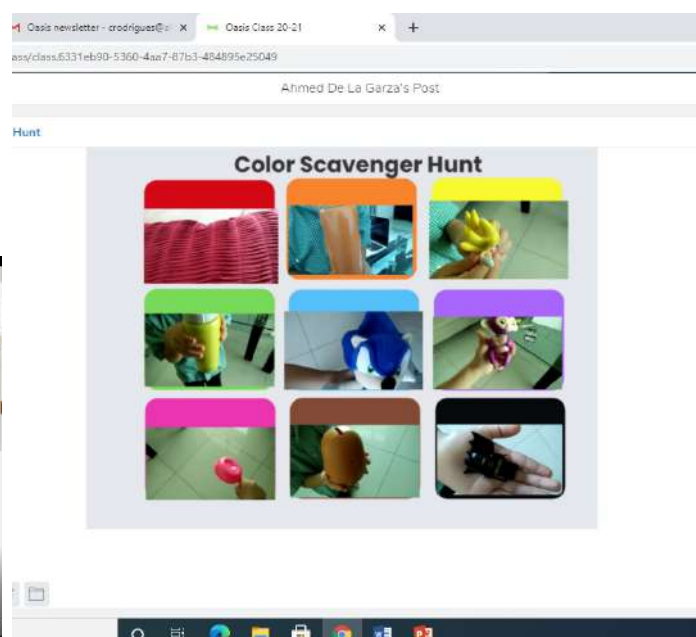 Oasis newsletter - crodrigues@
Oasis Class 20-21
ass/class.6331eb90-5360-4aa7-87b3-484895e25049
Ahmed De La Garza's Post
Hunt
Color Scavenger Hunt